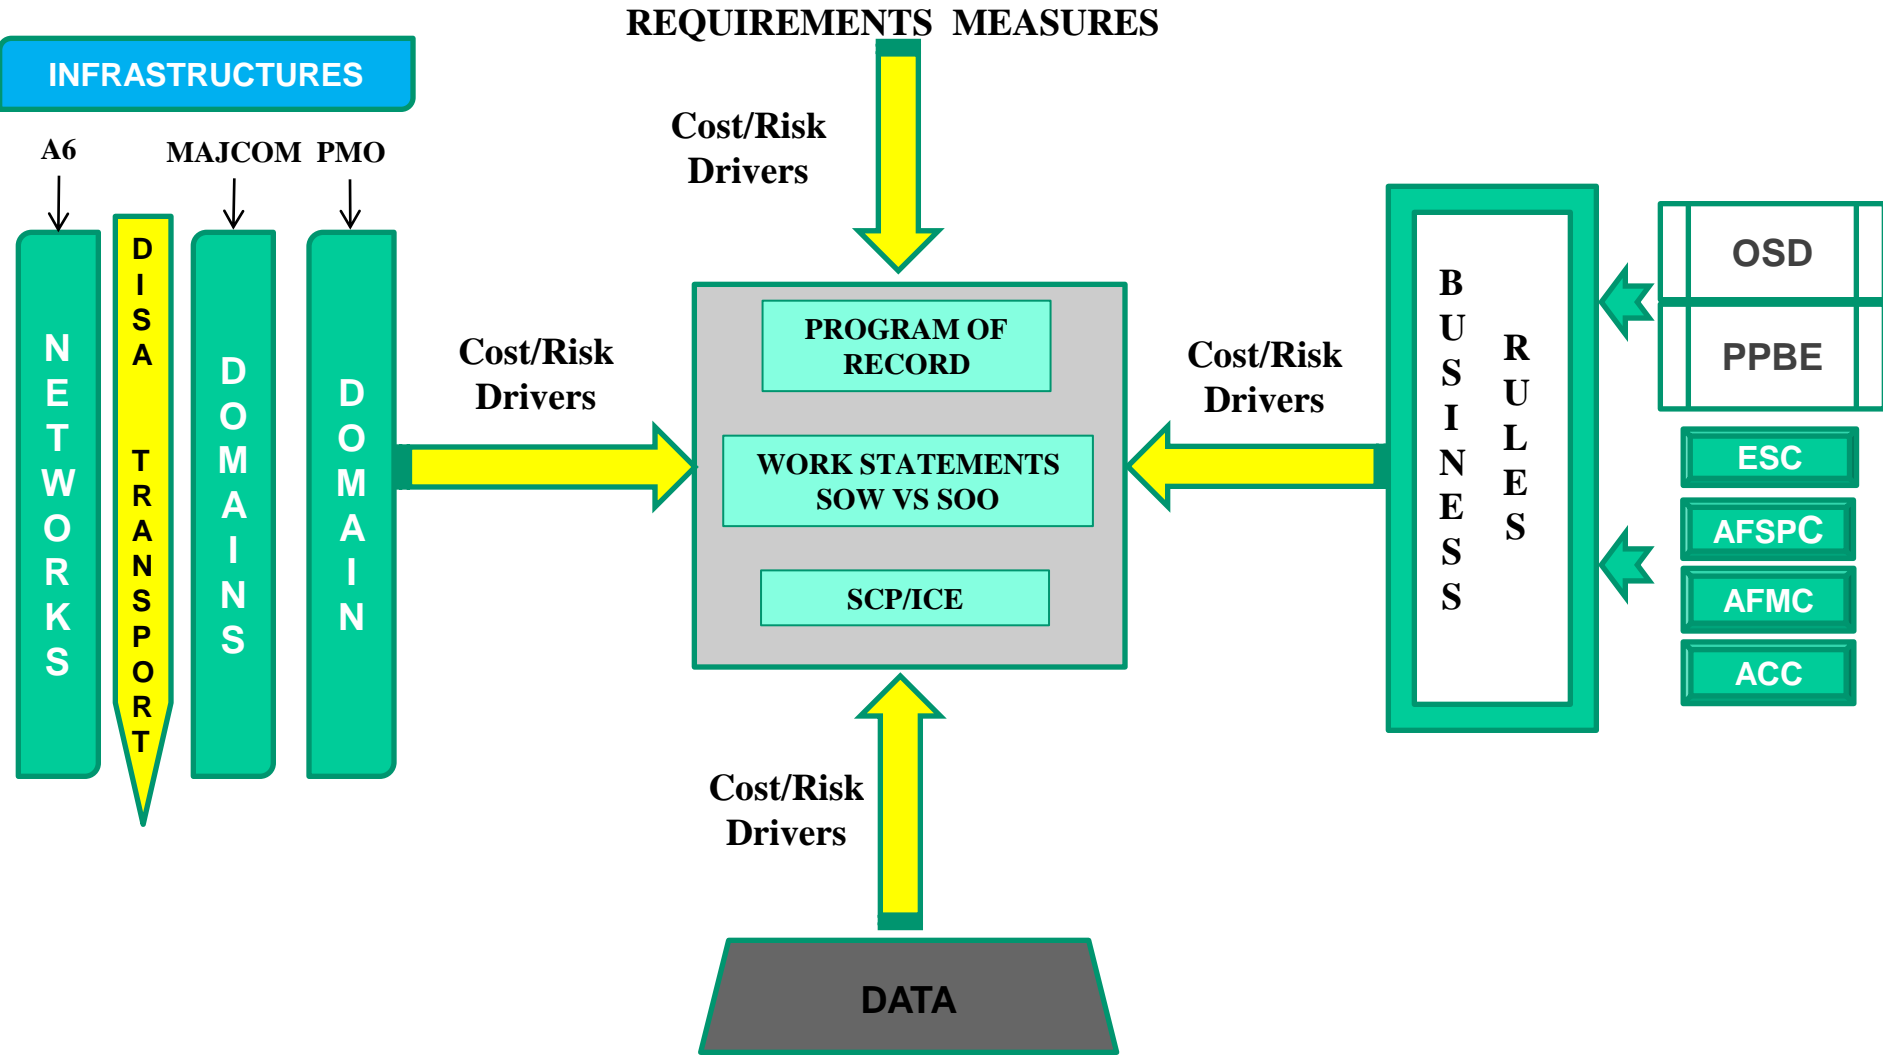 REQUIREMENTS MEASURES
INFRASTRUCTURES
A6
MAJCOM PMO
NETWORKS
DISA TRANSPORT
DOMAINS
DOMAIN
Cost/Risk
Drivers
Cost/Risk
Drivers
PROGRAM OF
RECORD
WORK STATEMENTS
SOW VS SOO
SCP/ICE
Cost/Risk
Drivers
BUSINESS
RULES
OSD
PPBE
ESC
AFSPC
AFMC
ACC
Cost/Risk
Drivers
DATA